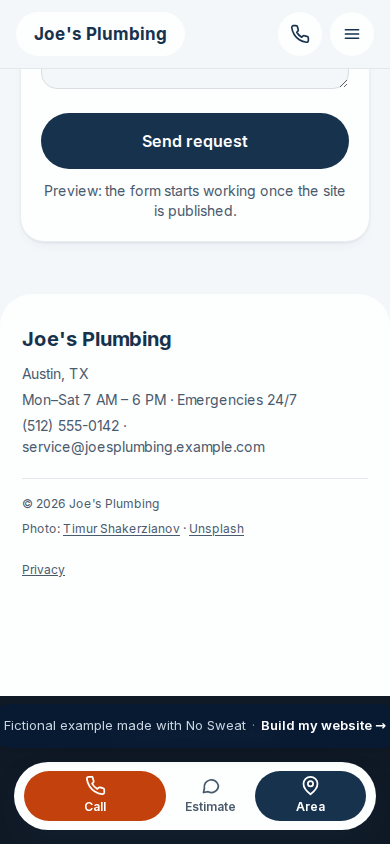 Joe's Plumbing
Send request
Preview: the form starts working once the site
is published.
Joe's Plumbing
Austin, TX
Mon–Sat 7 AM – 6 PM · Emergencies 24/7
(512) 555-0142 ·
service@joesplumbing.example.com
© 2026 Joe's Plumbing
Photo: Timur Shakerzianov · Unsplash
Privacy
Fictional example made with No Sweat · Build my website →
Call
Estimate
Area